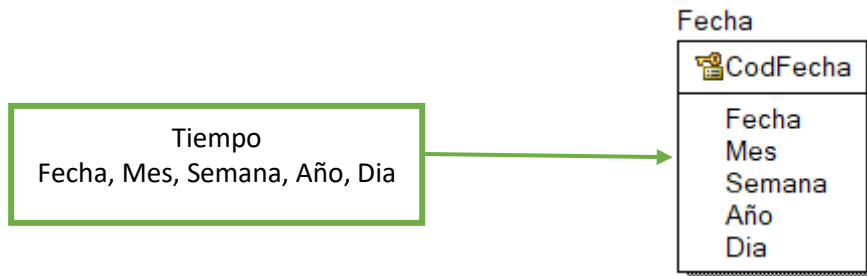 Tiempo
Fecha, Mes, Semana, Año, Dia
Fecha
CodFecha
Fecha
Mes
Semana
Año
Dia